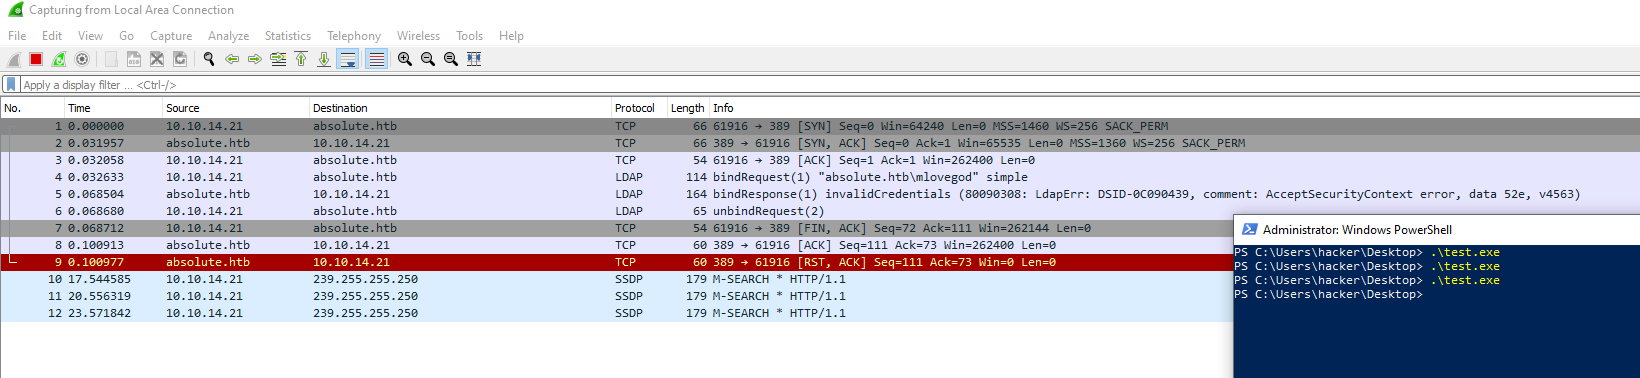 Capturing from Local Area Connection
File Edit View Go Capture Analyze Statistics Telephony Wireless Tools Help
Apply a display filter ... <Ctrl-/>
No. Time Source Destination Protocol Length Info
1 0.000000 10.10.14.21 absolute.htb TCP 66 61916 → 389 [SYN] Seq=0 Win=64240 Len=0 MSS=1460 WS=256 SACK_PERM
2 0.031957 absolute.htb 10.10.14.21 TCP 66 389 → 61916 [SYN, ACK] Seq=0 Ack=1 Win=65535 Len=0 MSS=1360 WS=256 SACK_PERM
3 0.032058 10.10.14.21 absolute.htb TCP 54 61916 → 389 [ACK] Seq=1 Ack=1 Win=262400 Len=0
4 0.032633 10.10.14.21 absolute.htb LDAP 114 bindRequest(1) "absolute.htb\mlovegod" simple
5 0.068504 absolute.htb 10.10.14.21 LDAP 164 bindResponse(1) invalidCredentials (80090308: LdapErr: DSID-0C090439, comment: AcceptSecurityContext error, data 52e, v4563)
6 0.068680 10.10.14.21 absolute.htb LDAP 65 unbindRequest(2)
7 0.068712 10.10.14.21 absolute.htb TCP 54 61916 → 389 [FIN, ACK] Seq=72 Ack=111 Win=262144 Len=0
8 0.100913 absolute.htb 10.10.14.21 TCP 60 389 → 61916 [ACK] Seq=111 Ack=73 Win=262400 Len=0
9 0.100977 absolute.htb 10.10.14.21 TCP 60 389 → 61916 [RST, ACK] Seq=111 Ack=73 Win=0 Len=0
10 17.544585 10.10.14.21 239.255.255.250 SSDP 179 M-SEARCH * HTTP/1.1
11 20.556319 10.10.14.21 239.255.255.250 SSDP 179 M-SEARCH * HTTP/1.1
12 23.571842 10.10.14.21 239.255.255.250 SSDP 179 M-SEARCH * HTTP/1.1
Administrator: Windows PowerShell
PS C:\Users\hacker\Desktop> .\test.exe
PS C:\Users\hacker\Desktop> .\test.exe
PS C:\Users\hacker\Desktop> .\test.exe
PS C:\Users\hacker\Desktop>